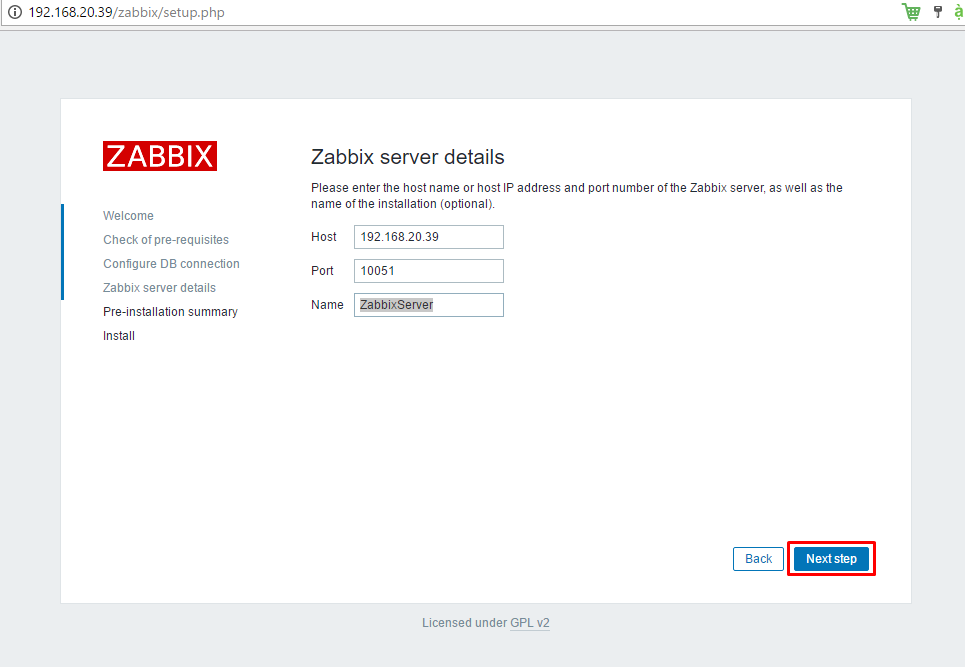 192.168.20.39/zabbix/setup.php
ZABBIX
Welcome
Check of pre-requisites
Configure DB connection
Zabbix server details
Pre-installation summary
Install
Zabbix server details
Please enter the host name or host IP address and port number of the Zabbix server, as well as the
name of the installation (optional).
Host 192.168.20.39
Port 10051
Name ZabbixServer
Back Next step
Licensed under GPL v2